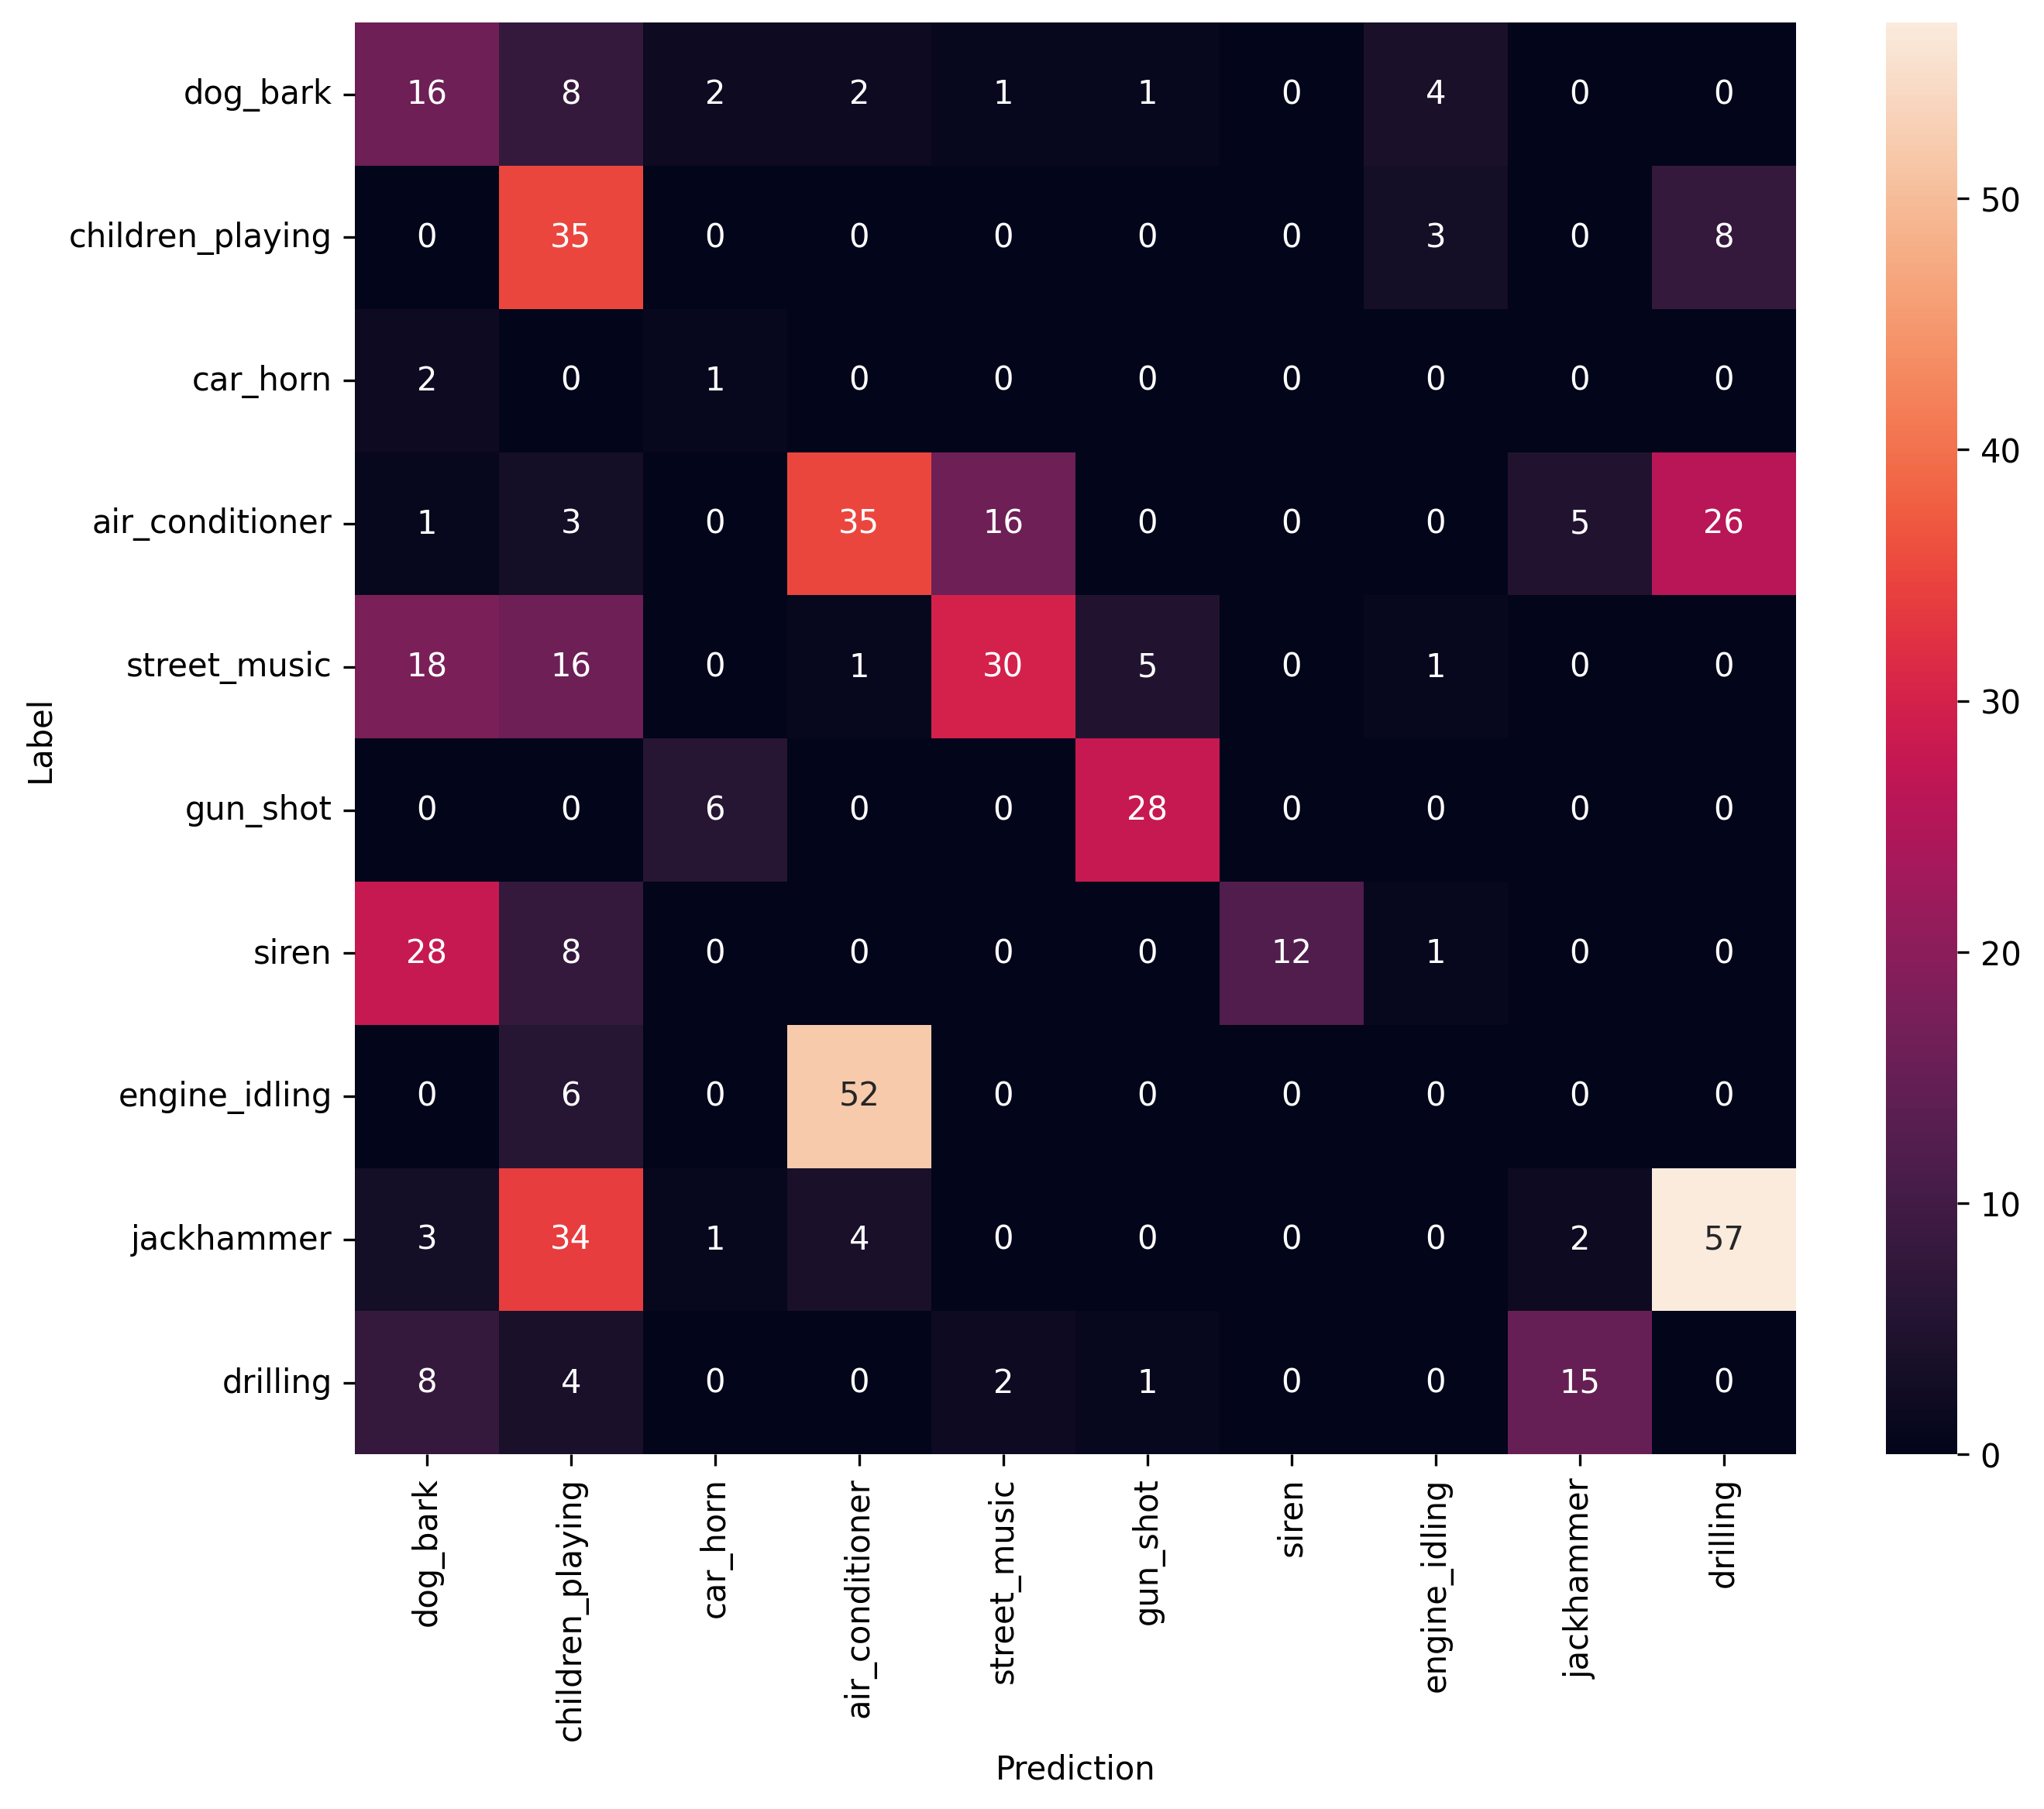 dog_bark 16 8 2 2 1 1 0 4 0 0
children_playing 0 35 0 0 0 0 0 3 0 8
car_horn 2 0 1 0 0 0 0 0 0 0
air_conditioner 1 3 0 35 16 0 0 0 5 26
street_music 18 16 0 1 30 5 0 1 0 0
gun_shot 0 0 6 0 0 28 0 0 0 0
siren 28 8 0 0 0 0 12 1 0 0
engine_idling 0 6 0 52 0 0 0 0 0 0
jackhammer 3 34 1 4 0 0 0 0 2 57
drilling 8 4 0 0 2 1 0 0 15 0
Label
dog_bark
children_playing
car_horn
air_conditioner
street_music
gun_shot
siren
engine_idling
jackhammer
drilling
Prediction
50
40
30
20
10
0